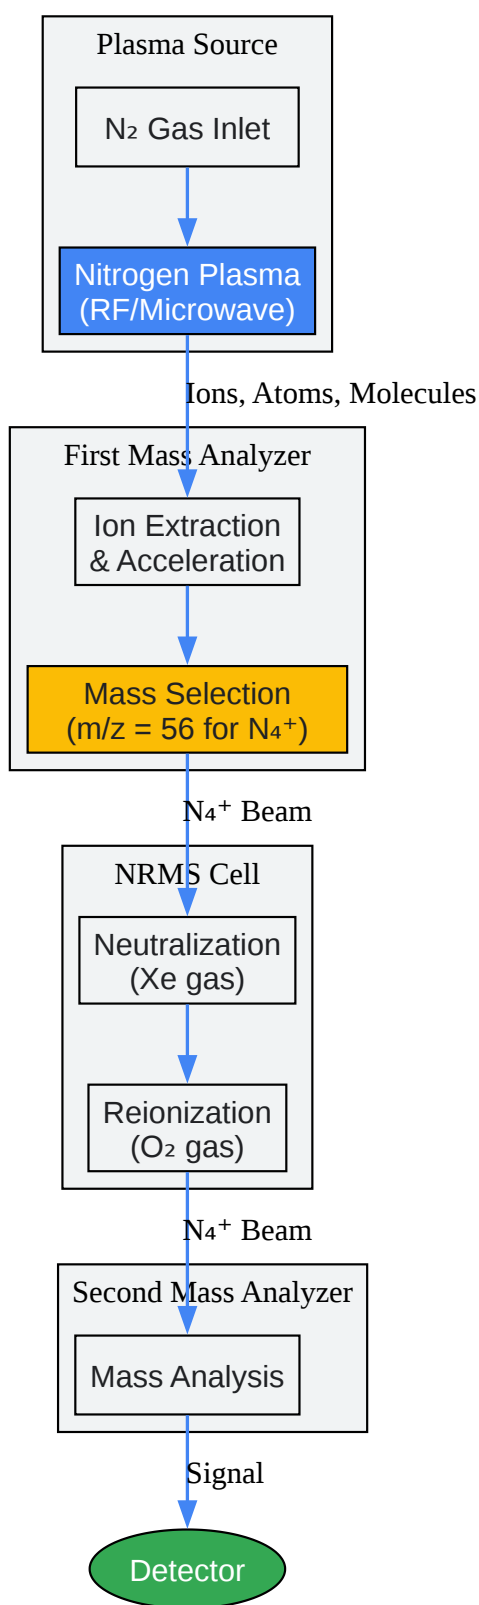 Plasma Source
N₂ Gas Inlet
Nitrogen Plasma
(RF/Microwave)
Ions, Atoms, Molecules
First Mass Analyzer
Ion Extraction
& Acceleration
Mass Selection
(m/z = 56 for N₄⁺)
N₄⁺ Beam
NRMS Cell
Neutralization
(Xe gas)
Reionization
(O₂ gas)
N₄⁺ Beam
Second Mass Analyzer
Mass Analysis
Signal
Detector